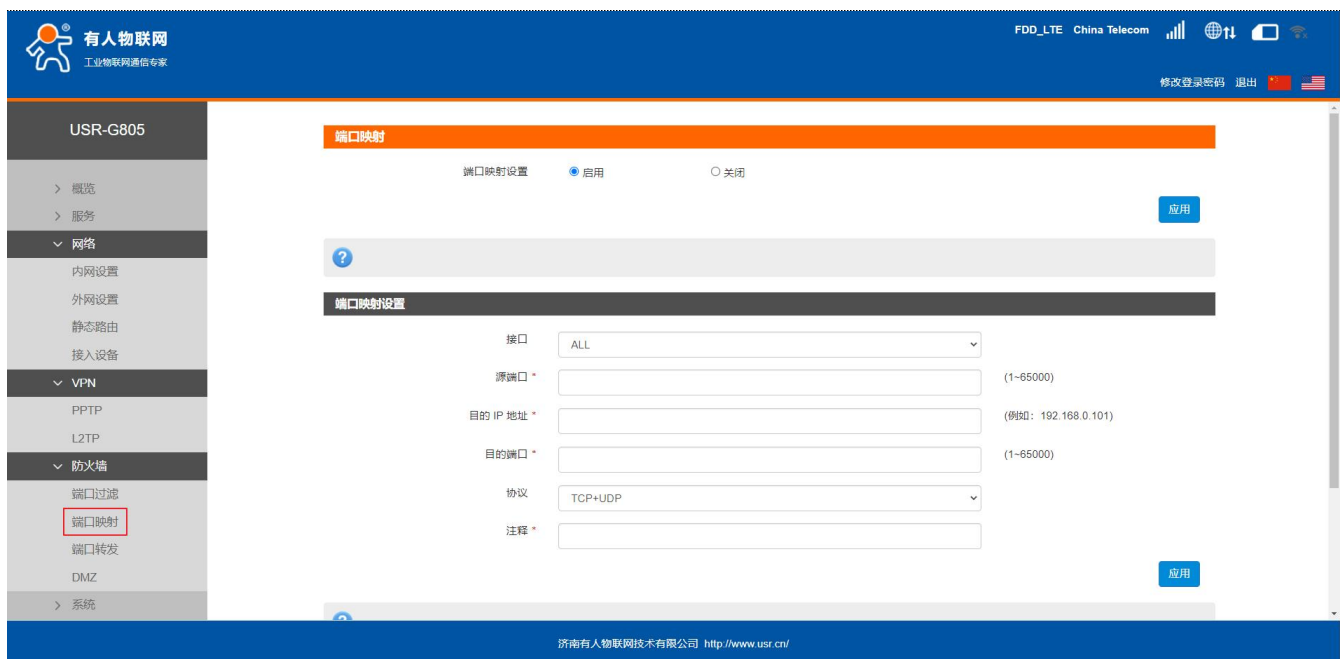 有人物联网
工业物联网通信专家
FDD_LTE China Telecom
修改登录密码 退出
USR-G805
概览
服务
网络
内网设置
外网设置
静态路由
接入设备
VPN
PPTP
L2TP
防火墙
端口过滤
端口映射
端口转发
DMZ
系统
端口映射
端口映射设置 启用 关闭
应用
端口映射设置
接口 ALL
源端口 * (1~65000)
目的 IP 地址 * (例如: 192.168.0.101)
目的端口 * (1~65000)
协议 TCP+UDP
注释 *
应用
济南有人物联网技术有限公司 http://www.usr.cn/